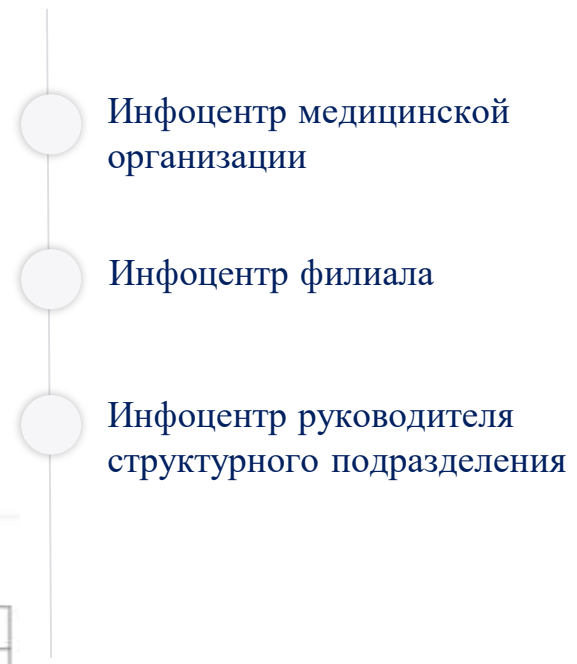 Инфоцентр медицинской
организации
Инфоцентр филиала
Инфоцентр руководителя
структурного подразделения